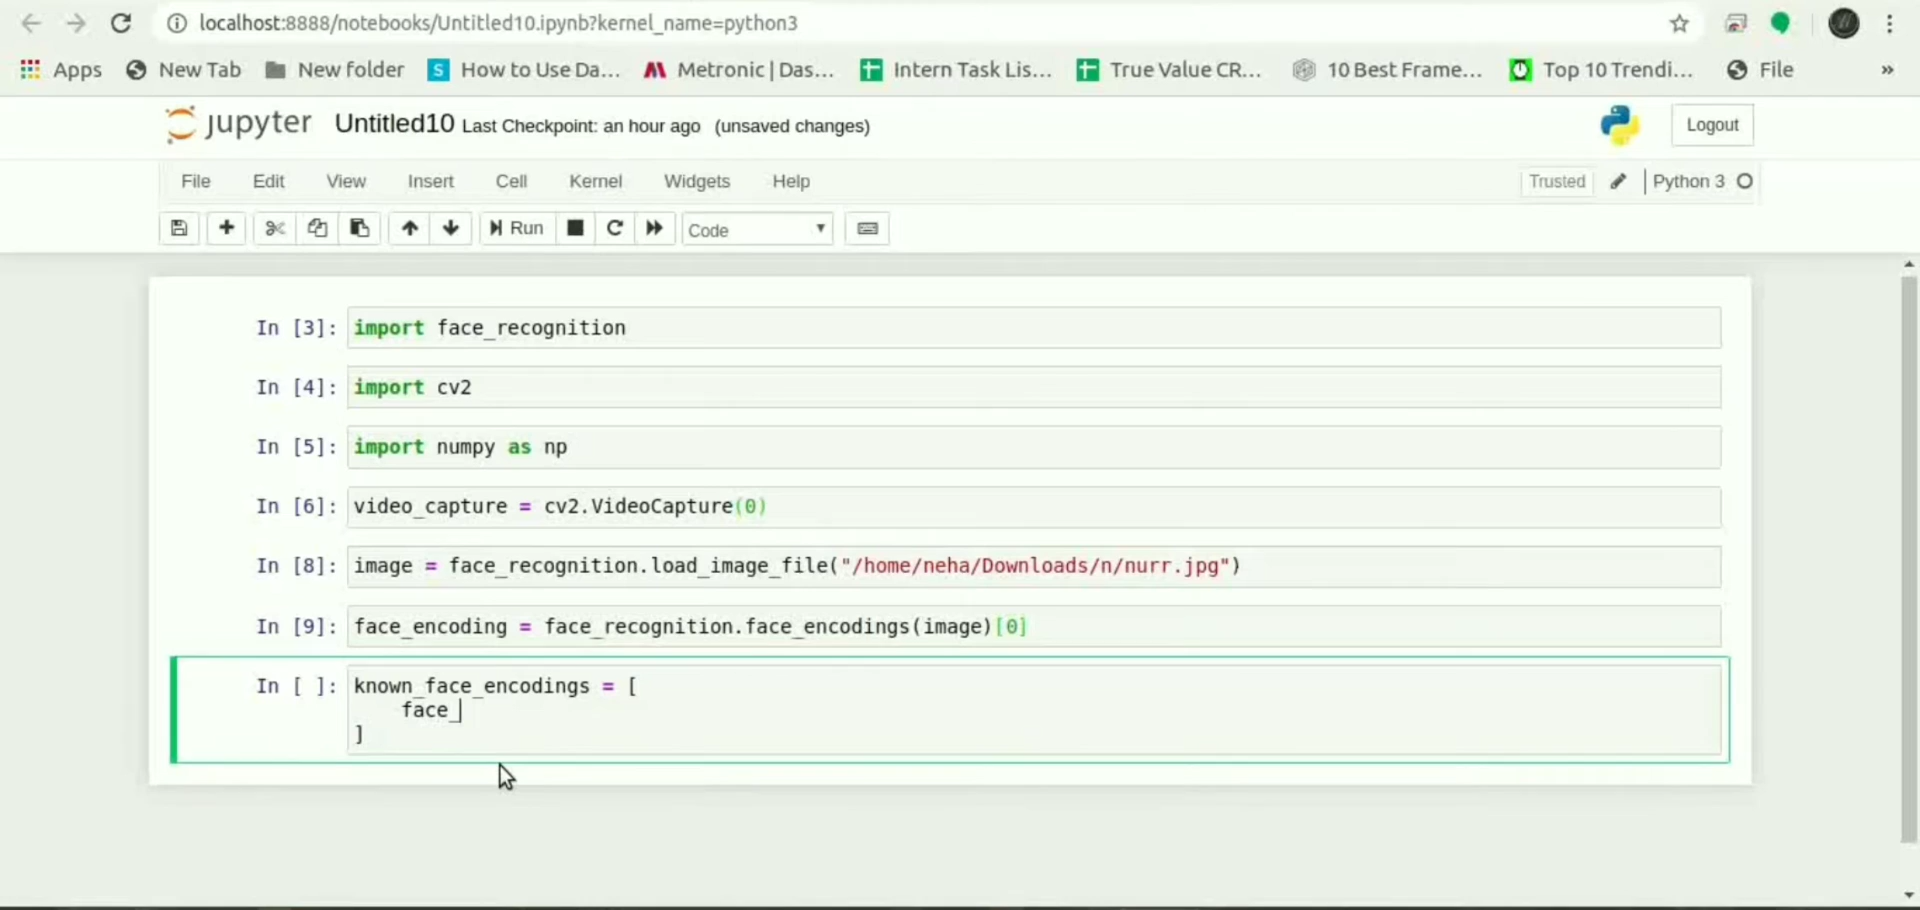 localhost:8888/notebooks/Untitled10.ipynb?kernel_name=python3
Apps New Tab New folder S How to Use Da... Metronic | Das... Intern Task Lis... True Value CR... 10 Best Frame... Top 10 Trendi... File »
jupyter Untitled10 Last Checkpoint: an hour ago (unsaved changes) Logout
File Edit View Insert Cell Kernel Widgets Help Trusted Python 3
Run Code
In [3]: import face_recognition
In [4]: import cv2
In [5]: import numpy as np
In [6]: video_capture = cv2.VideoCapture(0)
In [8]: image = face_recognition.load_image_file("/home/neha/Downloads/n/nurr.jpg")
In [9]: face_encoding = face_recognition.face_encodings(image)[0]
In [ ]: known_face_encodings = [
face_
]